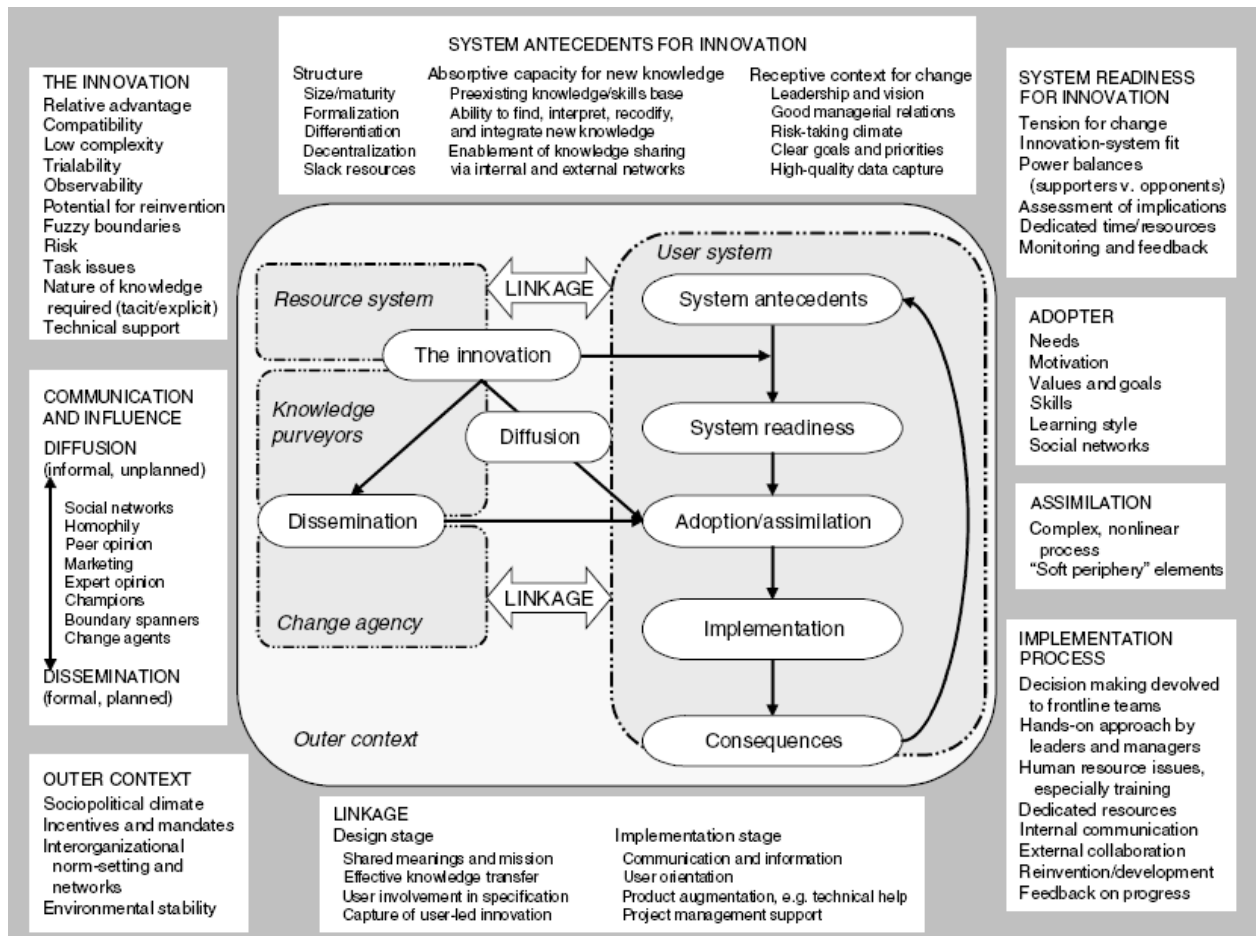 SYSTEM ANTECEDENTS FOR INNOVATION
Structure
Size/maturity
Formalization
Differentiation
Decentralization
Slack resources
Absorptive capacity for new knowledge
Preexisting knowledge/skills base
Ability to find, interpret, recodify,
and integrate new knowledge
Enablement of knowledge sharing
via internal and external networks
Receptive context for change
Leadership and vision
Good managerial relations
Risk-taking climate
Clear goals and priorities
High-quality data capture
THE INNOVATION
Relative advantage
Compatibility
Low complexity
Trialability
Observability
Potential for reinvention
Fuzzy boundaries
Risk
Task issues
Nature of knowledge
required (tacit/explicit)
Technical support
COMMUNICATION
AND INFLUENCE
DIFFUSION
(informal, unplanned)
Social networks
Homophily
Peer opinion
Marketing
Expert opinion
Champions
Boundary spanners
Change agents
DISSEMINATION
(formal, planned)
OUTER CONTEXT
Sociopolitical climate
Incentives and mandates
Interorganizational
norm-setting and
networks
Environmental stability
Resource system
LINKAGE
The innovation
Knowledge
purveyors
Diffusion
Dissemination
LINKAGE
Change agency
Outer context
User system
System antecedents
System readiness
Adoption/assimilation
Implementation
Consequences
LINKAGE
Design stage
Shared meanings and mission
Effective knowledge transfer
User involvement in specification
Capture of user-led innovation
Implementation stage
Communication and information
User orientation
Product augmentation, e.g. technical help
Project management support
SYSTEM READINESS
FOR INNOVATION
Tension for change
Innovation-system fit
Power balances
(supporters v. opponents)
Assessment of implications
Dedicated time/resources
Monitoring and feedback
ADOPTER
Needs
Motivation
Values and goals
Skills
Learning style
Social networks
ASSIMILATION
Complex, nonlinear
process
“Soft periphery” elements
IMPLEMENTATION
PROCESS
Decision making devolved
to frontline teams
Hands-on approach by
leaders and managers
Human resource issues,
especially training
Dedicated resources
Internal communication
External collaboration
Reinvention/development
Feedback on progress